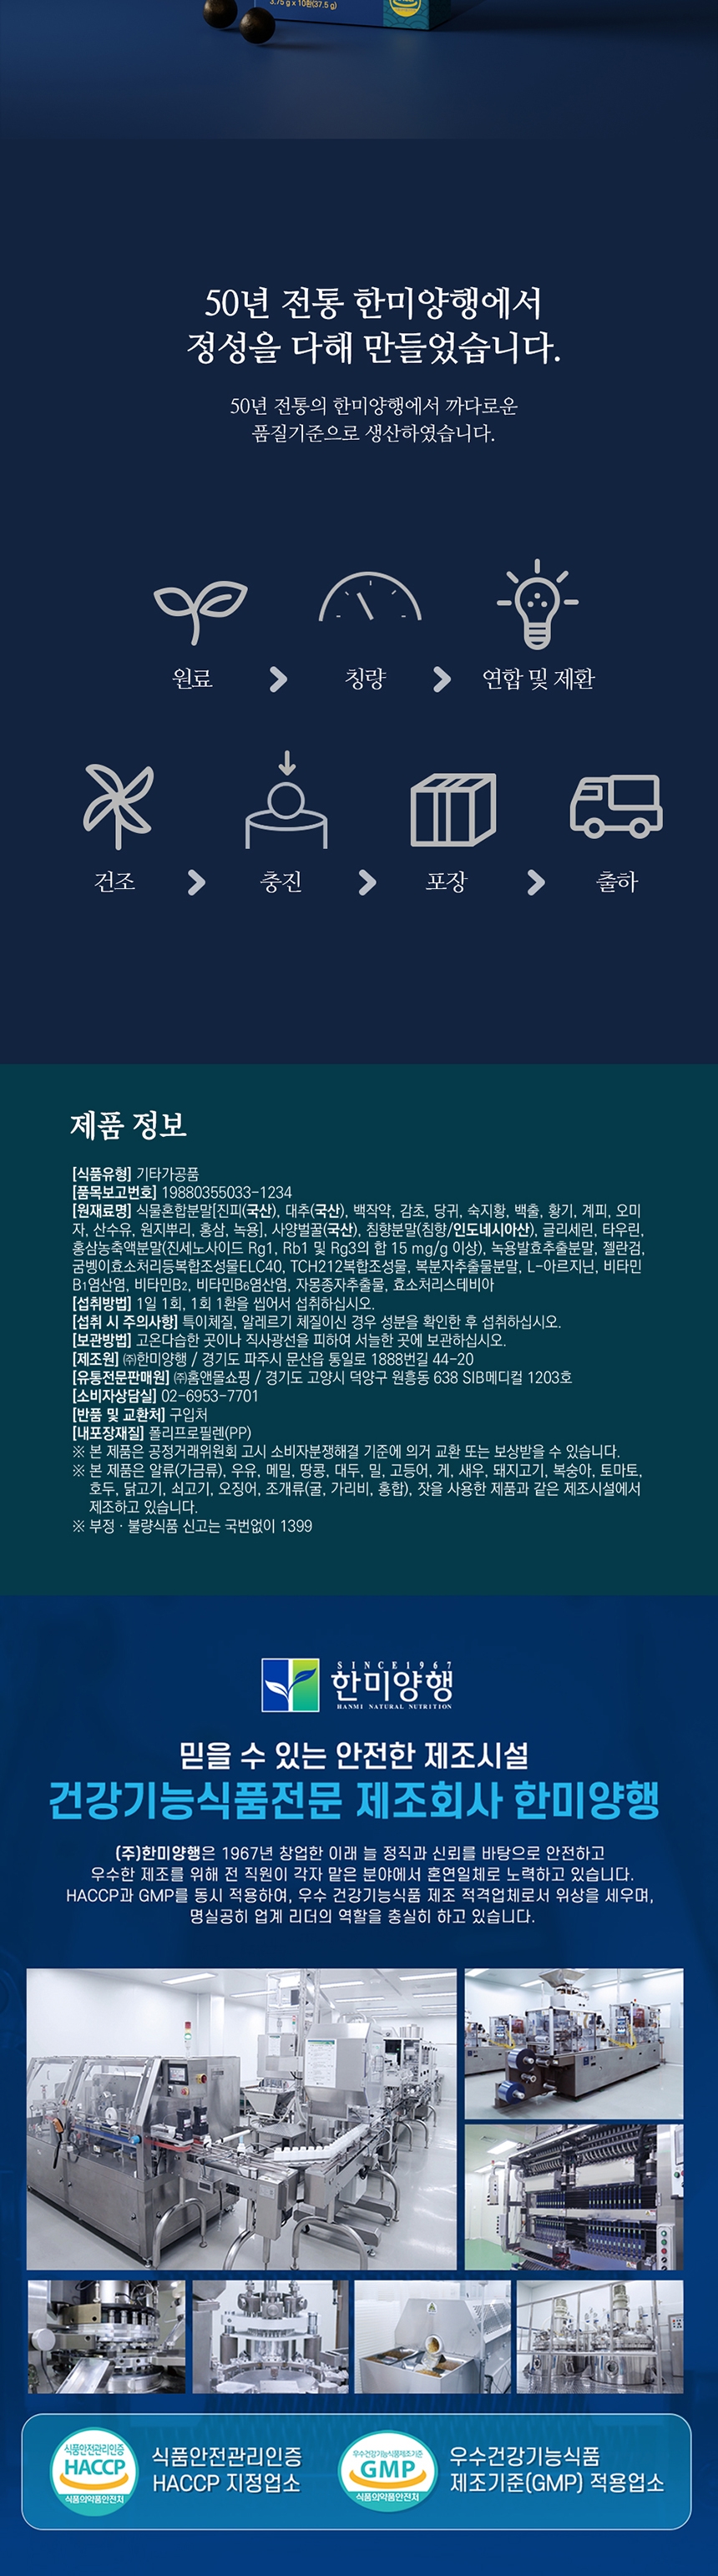 3.75 g x 10환(37.5 g)
50년 전통 한미양행에서
정성을 다해 만들었습니다.
50년 전통의 한미양행에서 까다로운
품질기준으로 생산하였습니다.
원료
칭량
연합 및 제환
건조
충진
포장
출하
제품 정보
[식품유형] 기타가공품
[품목보고번호] 19880355033-1234
[원재료명] 식물혼합분말[진피(국산), 대추(국산), 백작약, 감초, 당귀, 숙지황, 백출, 황기, 계피, 오미
자, 산수유, 원지뿌리, 홍삼, 녹용], 사양벌꿀(국산), 침향분말(침향/인도네시아산), 글리세린, 타우린,
홍삼농축액분말(진세노사이드 Rg1, Rb1 및 Rg3의 합 15 mg/g 이상), 녹용발효추출분말, 젤란검,
굼벵이효소처리등복합조성물ELC40, TCH212복합조성물, 복분자추출물분말, L-아르지닌, 비타민
B1염산염, 비타민B2, 비타민B6염산염, 자몽종자추출물, 효소처리스테비아
[섭취방법] 1일 1회, 1회 1환을 씹어서 섭취하십시오.
[섭취 시 주의사항] 특이체질, 알레르기 체질이신 경우 성분을 확인한 후 섭취하십시오.
[보관방법] 고온다습한 곳이나 직사광선을 피하여 서늘한 곳에 보관하십시오.
[제조원] ㈜한미양행 / 경기도 파주시 문산읍 통일로 1888번길 44-20
[유통전문판매원] ㈜홈앤몰쇼핑 / 경기도 고양시 덕양구 원흥동 638 SIB메디컬 1203호
[소비자상담실] 02-6953-7701
[반품 및 교환처] 구입처
[내포장재질] 폴리프로필렌(PP)
※ 본 제품은 공정거래위원회 고시 소비자분쟁해결 기준에 의거 교환 또는 보상받을 수 있습니다.
※ 본 제품은 알류(가금류), 우유, 메밀, 땅콩, 대두, 밀, 고등어, 게, 새우, 돼지고기, 복숭아, 토마토,
호두, 닭고기, 쇠고기, 오징어, 조개류(굴, 가리비, 홍합), 잣을 사용한 제품과 같은 제조시설에서
제조하고 있습니다.
※ 부정 · 불량식품 신고는 국번없이 1399
SINCE1967
한미양행
HANMI NATURAL NUTRITION
믿을 수 있는 안전한 제조시설
건강기능식품전문 제조회사 한미양행
(주)한미양행은 1967년 창업한 이래 늘 정직과 신뢰를 바탕으로 안전하고
우수한 제조를 위해 전 직원이 각자 맡은 분야에서 혼연일체로 노력하고 있습니다.
HACCP과 GMP를 동시 적용하여, 우수 건강기능식품 제조 적격업체로서 위상을 세우며,
명실공히 업계 리더의 역할을 충실히 하고 있습니다.
식품안전관리인증
HACCP
식품의약품안전처
식품안전관리인증
HACCP 지정업소
우수건강기능식품제조기준
GMP
식품의약품안전처
우수건강기능식품
제조기준(GMP) 적용업소